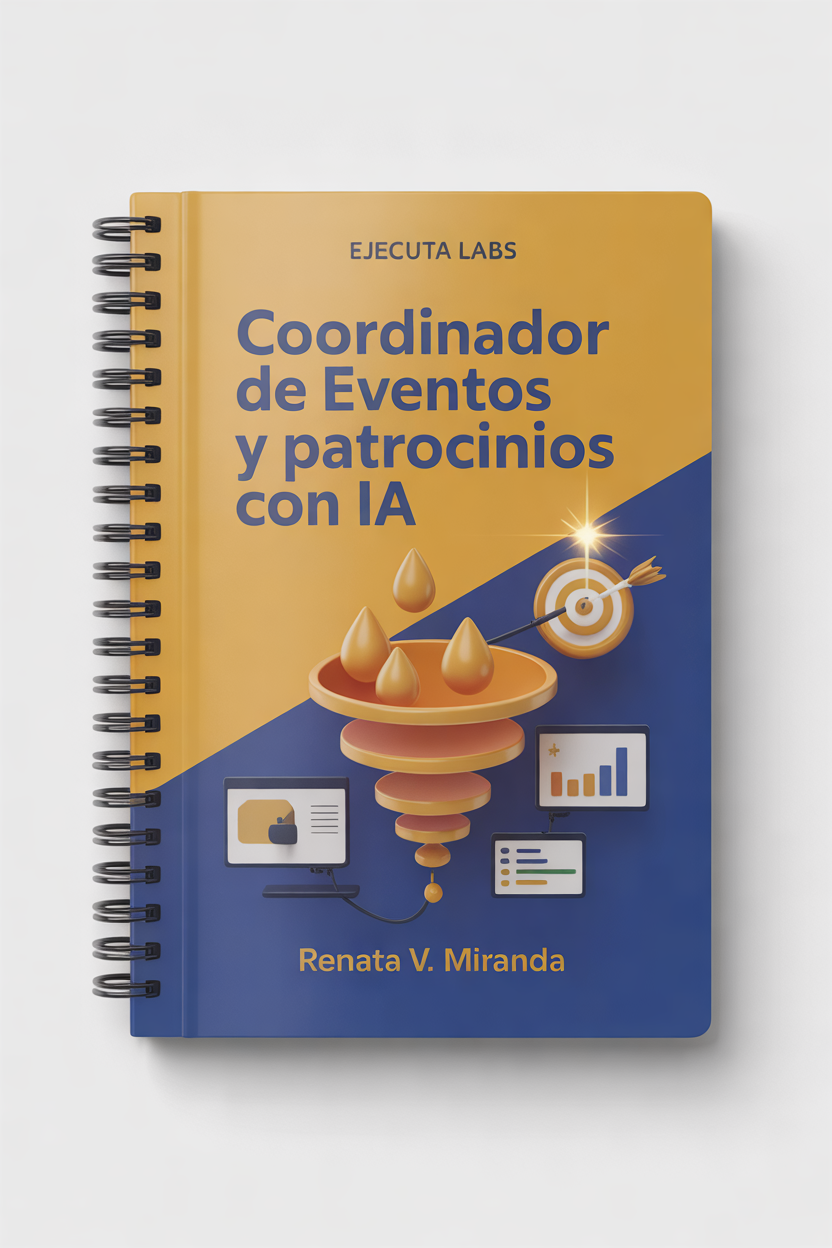 EJECUTA LABS
Coordinador
de Eventos
y patrocinios
con IA
Renata V. Miranda